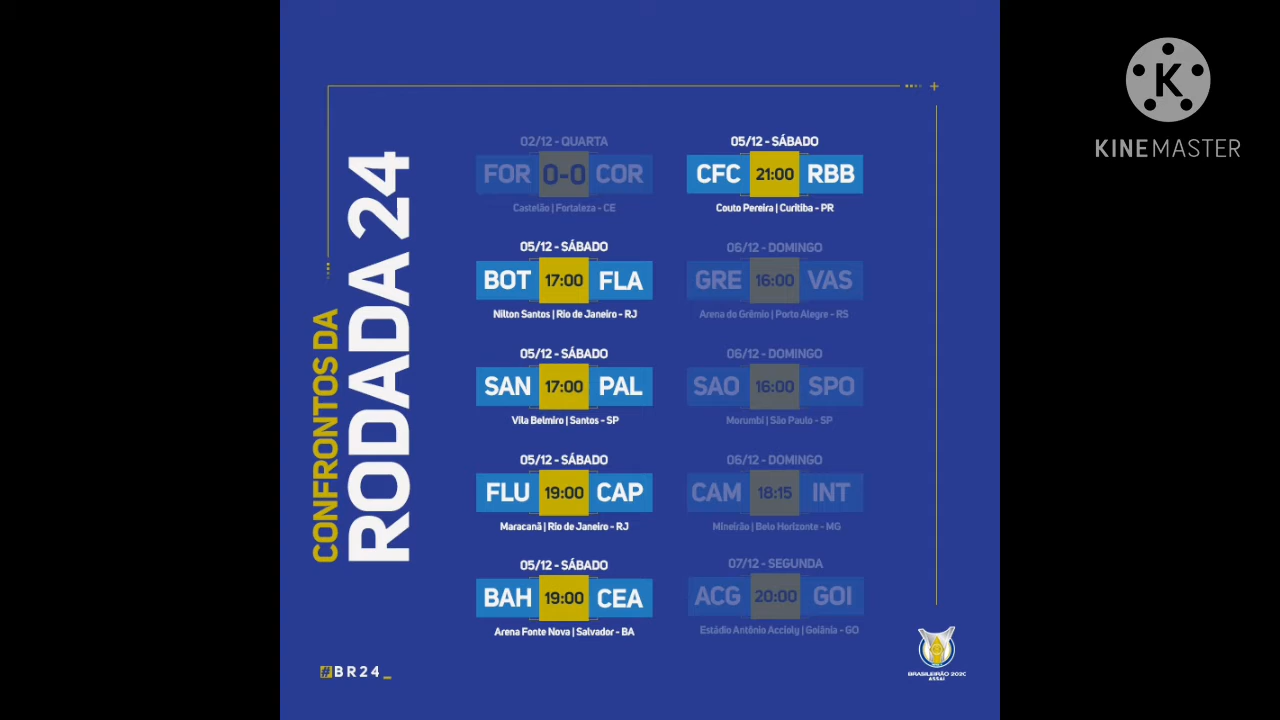 CONFRONTOS DA
RODADA 24
02/12 - QUARTA
FOR 0-0 COR
Castelão | Fortaleza - CE
05/12 - SÁBADO
BOT 17:00 FLA
Nilton Santos | Rio de Janeiro - RJ
05/12 - SÁBADO
SAN 17:00 PAL
Vila Belmiro | Santos - SP
05/12 - SÁBADO
FLU 19:00 CAP
Maracanã | Rio de Janeiro - RJ
05/12 - SÁBADO
BAH 19:00 CEA
Arena Fonte Nova | Salvador - BA
05/12 - SÁBADO
CFC 21:00 RBB
Couto Pereira | Curitiba - PR
06/12 - DOMINGO
GRE 16:00 VAS
Arena do Grêmio | Porto Alegre - RS
06/12 - DOMINGO
SAO 16:00 SPO
Morumbi | São Paulo - SP
06/12 - DOMINGO
CAM 18:15 INT
Mineirão | Belo Horizonte - MG
07/12 - SEGUNDA
ACG 20:00 GOI
Estádio Antônio Accioly | Goiânia - GO
#BR24_
BRASILEIRÃO 2020
ASSAÍ
K
KINEMASTER